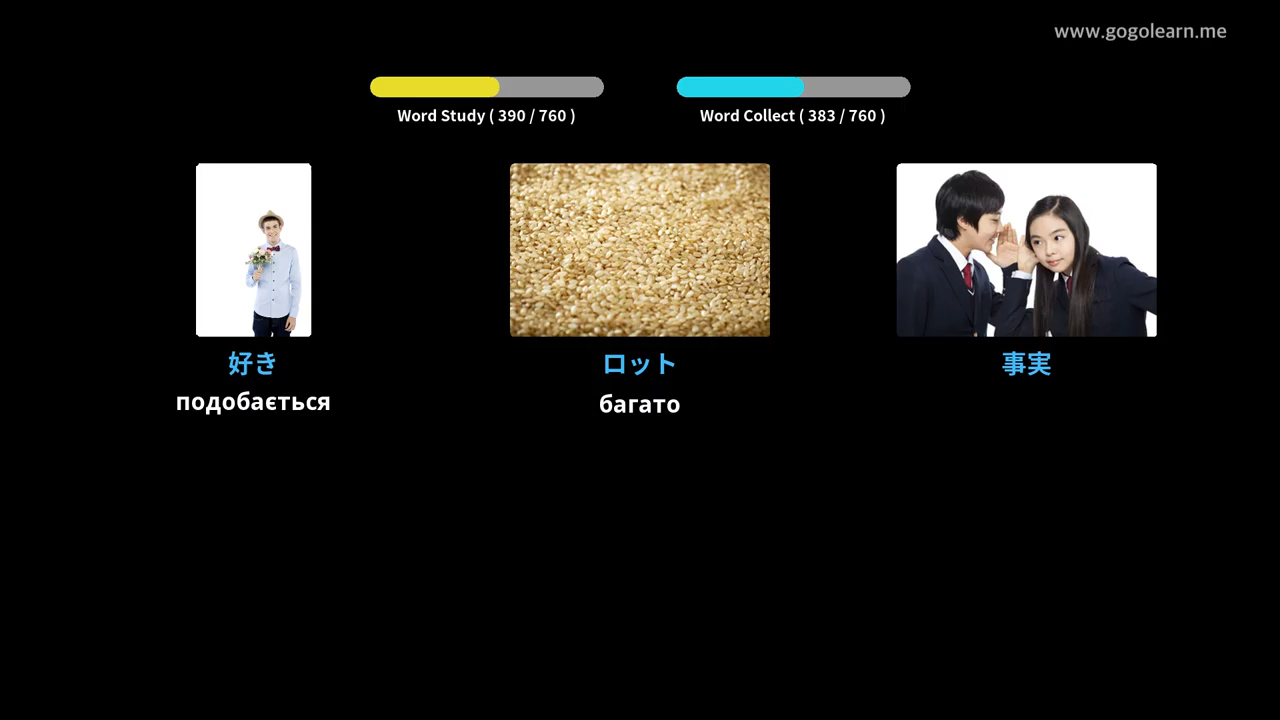 www.gogolearn.me
Word Study ( 390 / 760 )
Word Collect ( 383 / 760 )
好き
ロット
事実
подобається
багато